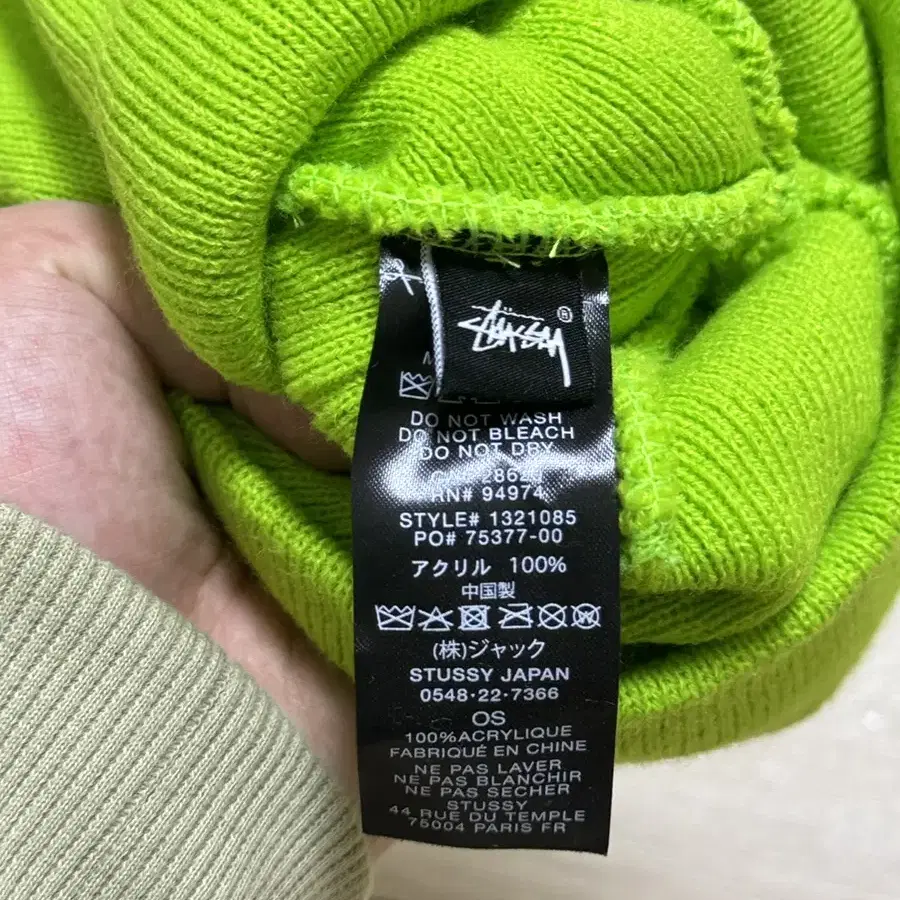 STÜSSY ®
DO NOT WASH
DO NOT BLEACH
DO NOT DRY
RN# 94974
STYLE# 1321085
PO# 75377-00
アクリル 100%
中国製
(株)ジャック
STUSSY JAPAN
0548・22・7366
OS
100%ACRYLIQUE
FABRIQUÉ EN CHINE
NE PAS LAVER
NE PAS BLANCHIR
NE PAS SECHER
STUSSY
44 RUE DU TEMPLE
75004 PARIS FR